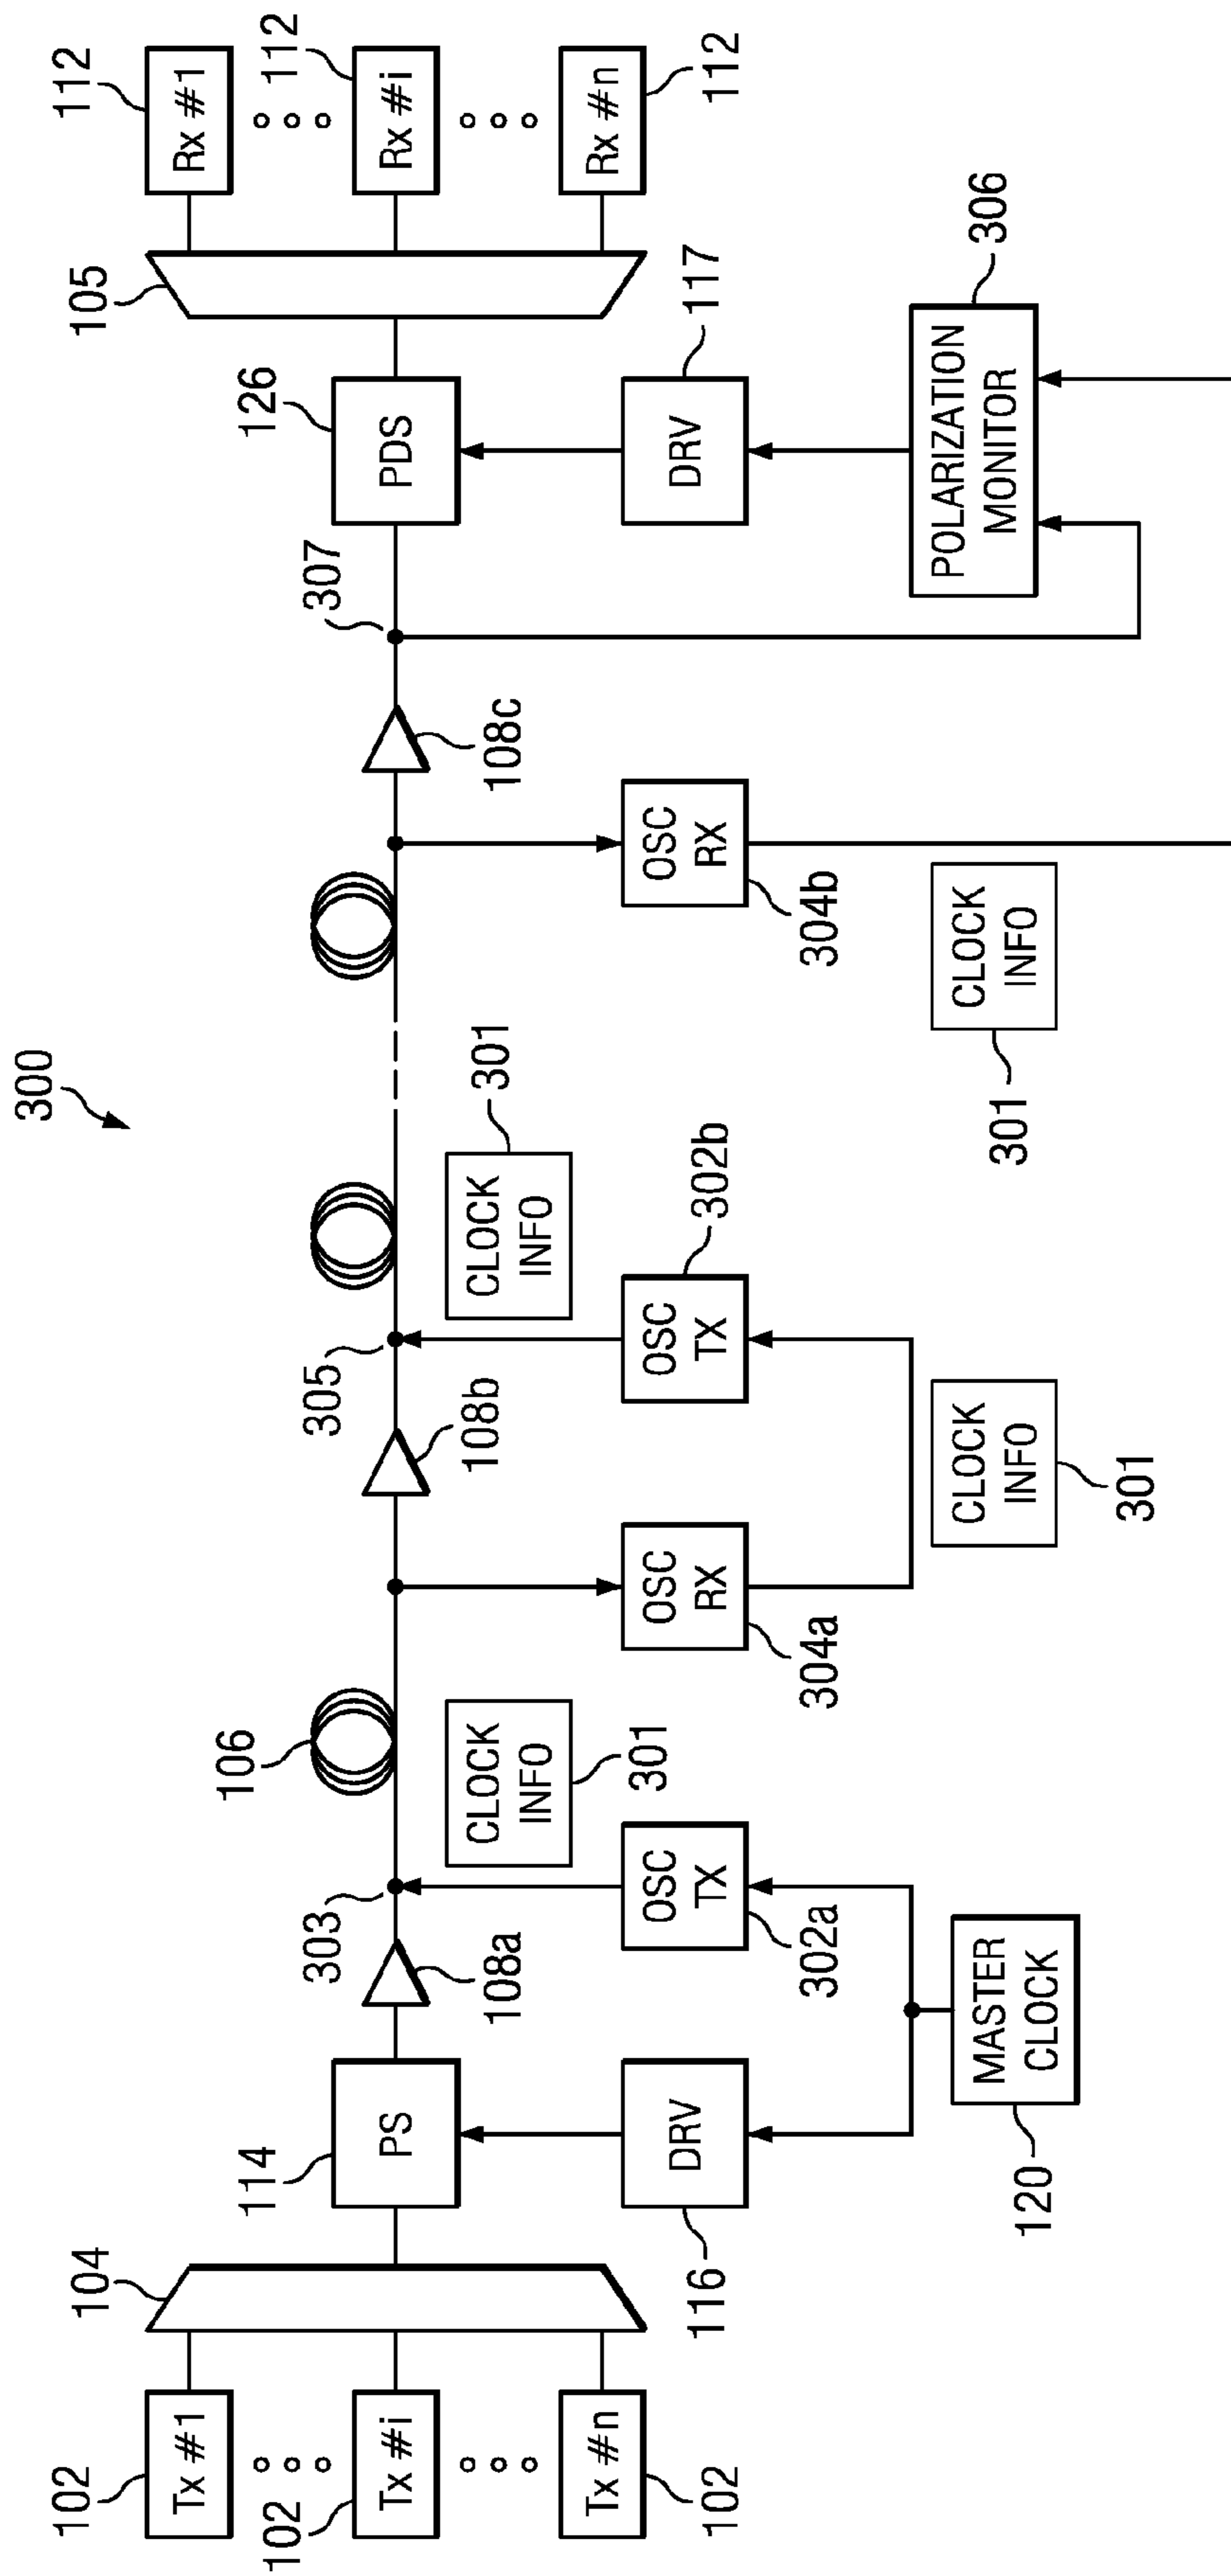 300
102
Tx #1
102
Tx #i
Tx #n
102
104
114
PS
DRV
116
MASTER
CLOCK
120
108a
303
OSC
TX
302a
CLOCK
INFO
301
106
OSC
RX
304a
108b
305
CLOCK
INFO
301
OSC
TX
302b
CLOCK
INFO
301
OSC
RX
304b
CLOCK
INFO
301
108c
307
126
PDS
DRV
117
POLARIZATION
MONITOR
306
105
112
Rx #1
112
Rx #i
Rx #n
112